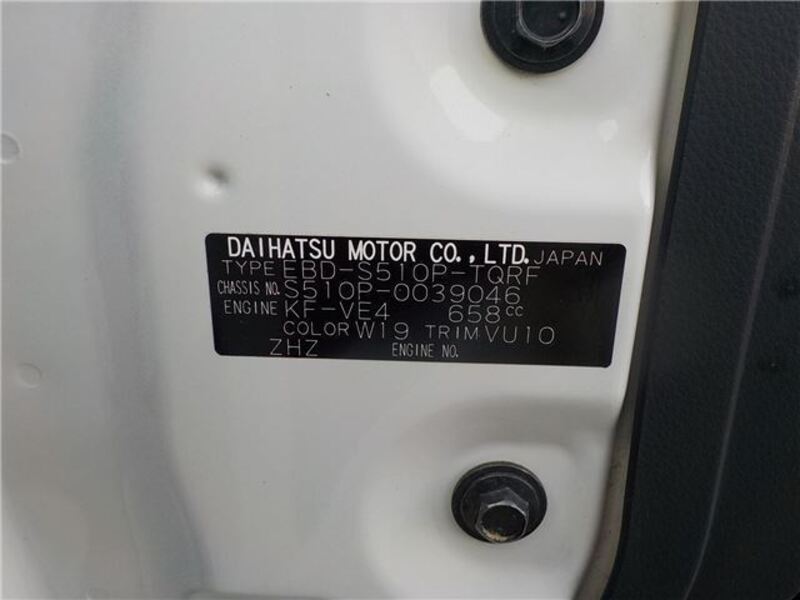 DAIHATSU MOTOR CO., LTD. JAPAN
TYPE EBD-S510P-TQRF
CHASSIS NO. S510P-0039046
ENGINE KF-VE4 658cc
COLOR W19 TRIM VU10
ZHZ ENGINE NO.